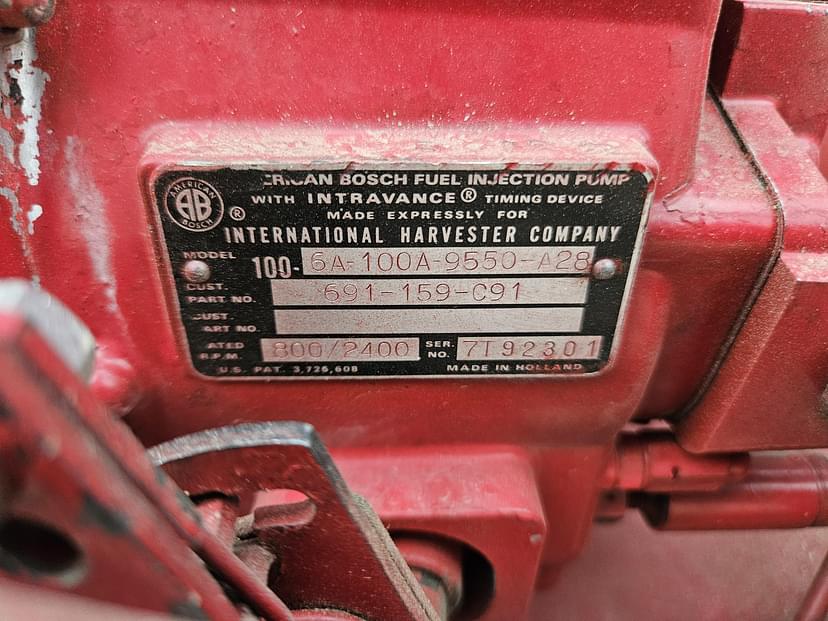 AMERICAN
AB
BOSCH
®
ERICAN BOSCH FUEL INJECTION PUMP
WITH INTRAVANCE® TIMING DEVICE
MADE EXPRESSLY FOR
INTERNATIONAL HARVESTER COMPANY
MODEL 100-6A-100A-9550-A28
CUST. PART NO. 691-159-C91
CUST. ART NO.
ATED R.P.M. 800/2400 SER. NO. 7T92301
U.S. PAT. 3,726,608 MADE IN HOLLAND